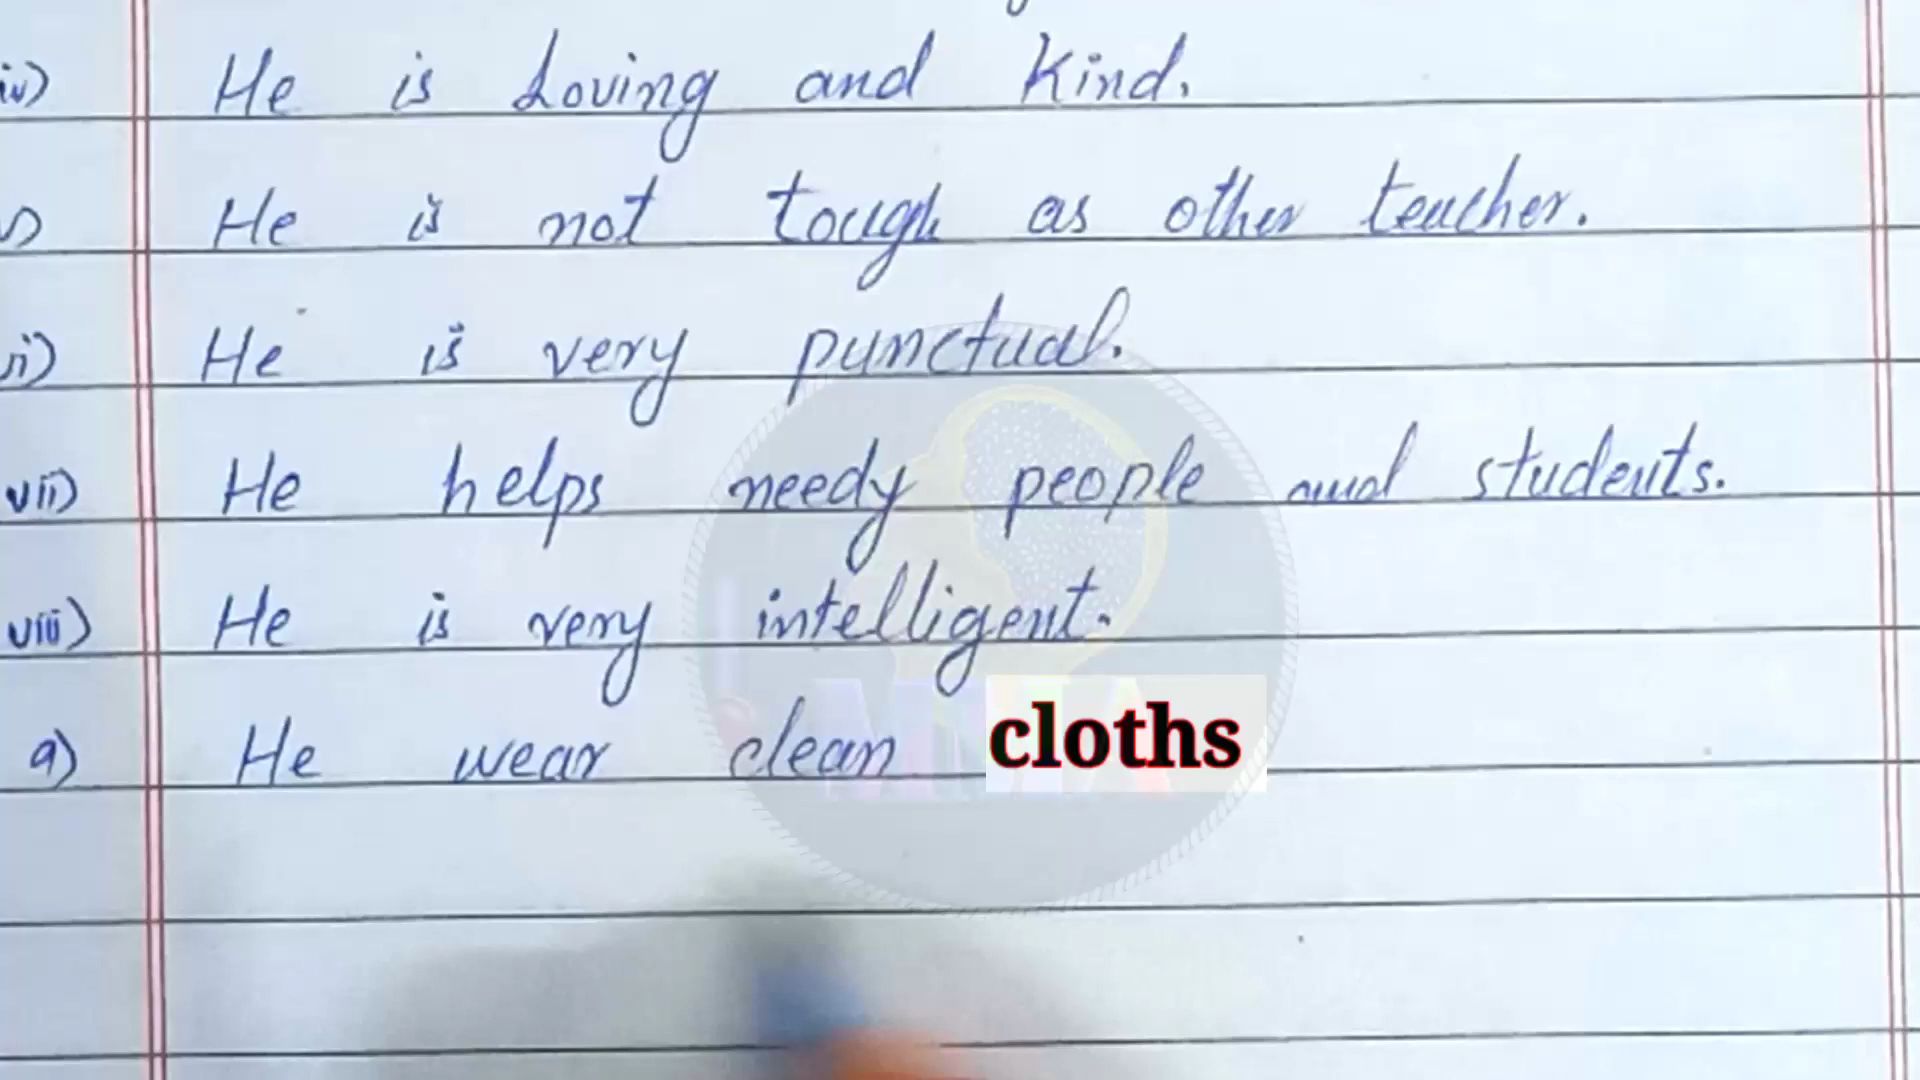 iv) He is Loving and Kind.
v) He is not tough as other teacher.
vi) He is very punctual.
vii) He helps needy people and students.
viii) He is very intelligent.
9) He wear clean cloths